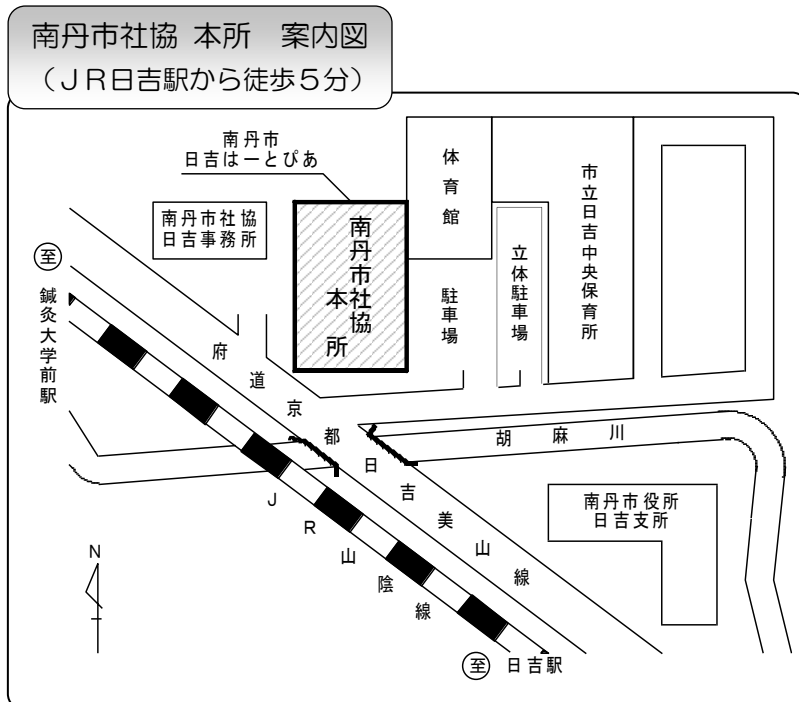 南丹市社協 本所　案内図
（ＪＲ日吉駅から徒歩５分）
南丹市
日吉はーとぴあ
体育館
市立日吉中央保育所
南丹市社協
日吉事務所
南丹市社協
本所
駐車場
立体駐車場
至
鍼灸大学前駅
府道京都日吉美山線
胡麻川
南丹市役所
日吉支所
ＪＲ山陰線
N
至 日吉駅